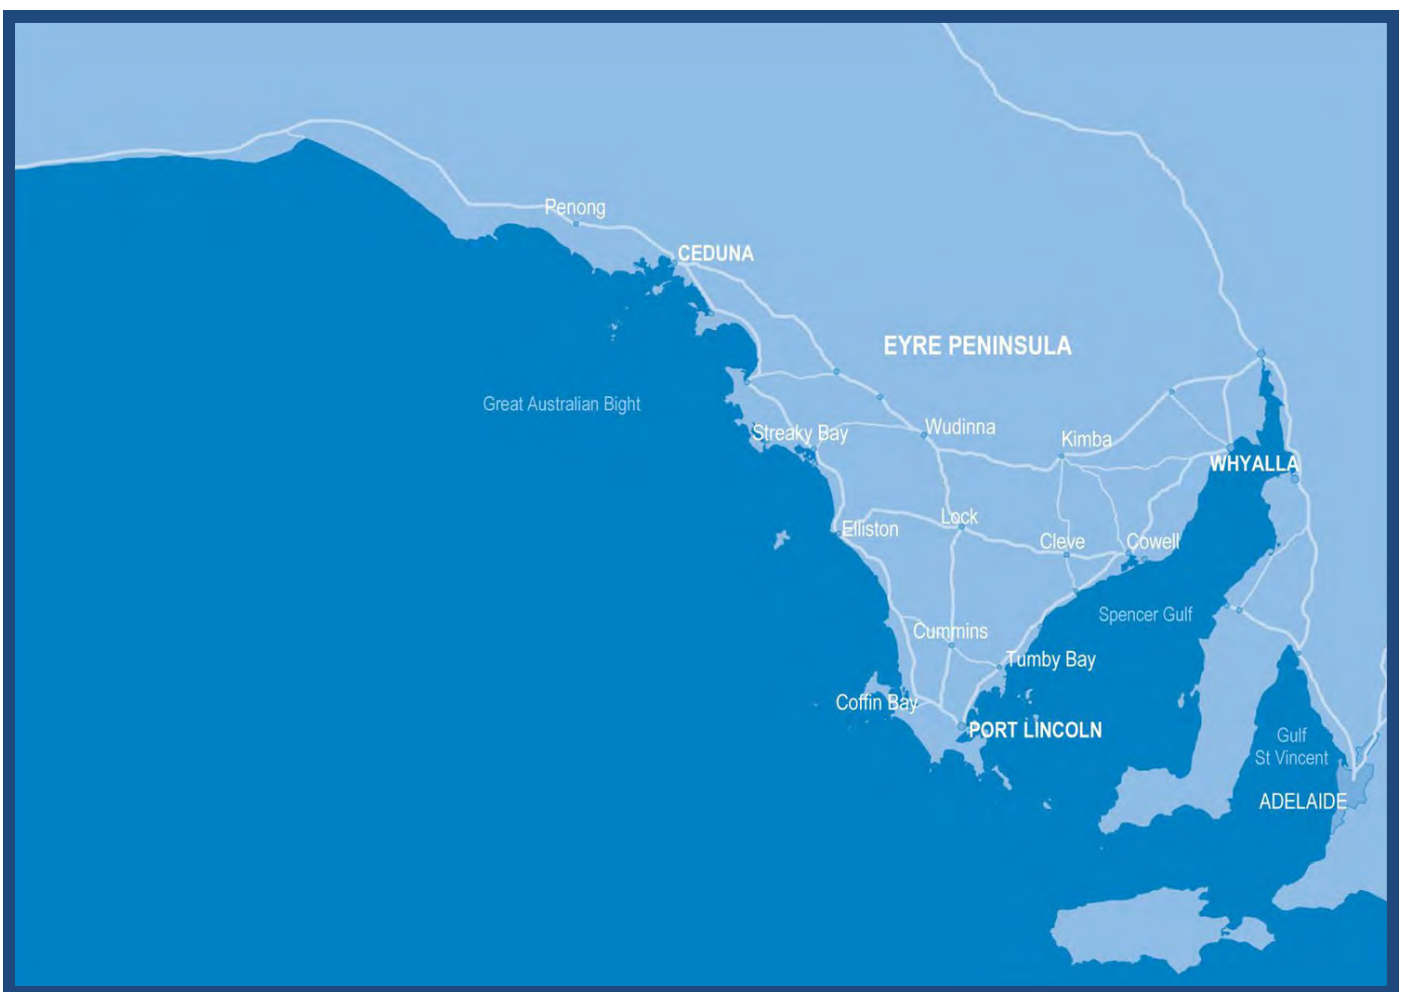 Penong
CEDUNA
EYRE PENINSULA
Great Australian Bight
Streaky Bay
Wudinna
Kimba
WHYALLA
Elliston
Lock
Cleve
Cowell
Spencer Gulf
Cummins
Tumby Bay
Coffin Bay
PORT LINCOLN
Gulf
St Vincent
ADELAIDE